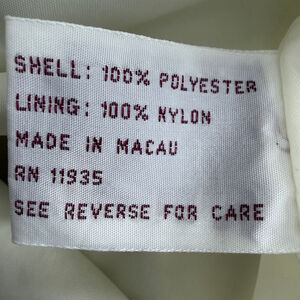 SHELL: 100% POLYESTER
LINING: 100% NYLON
MADE IN MACAU
RN 11935
SEE REVERSE FOR CARE